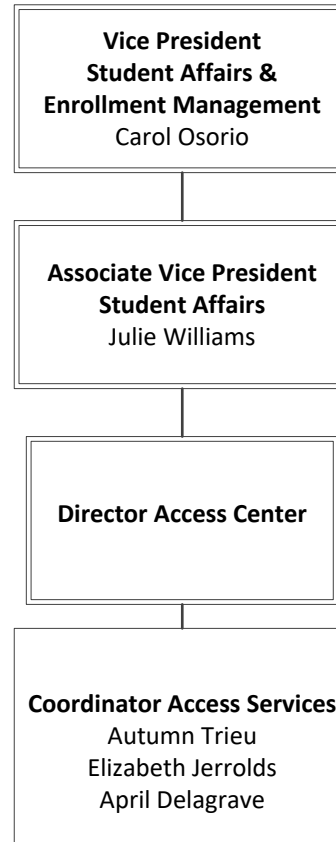 Vice President
Student Affairs &
Enrollment Management
Carol Osorio
Associate Vice President
Student Affairs
Julie Williams
Director Access Center
Coordinator Access Services
Autumn Trieu
Elizabeth Jerrolds
April Delagrave